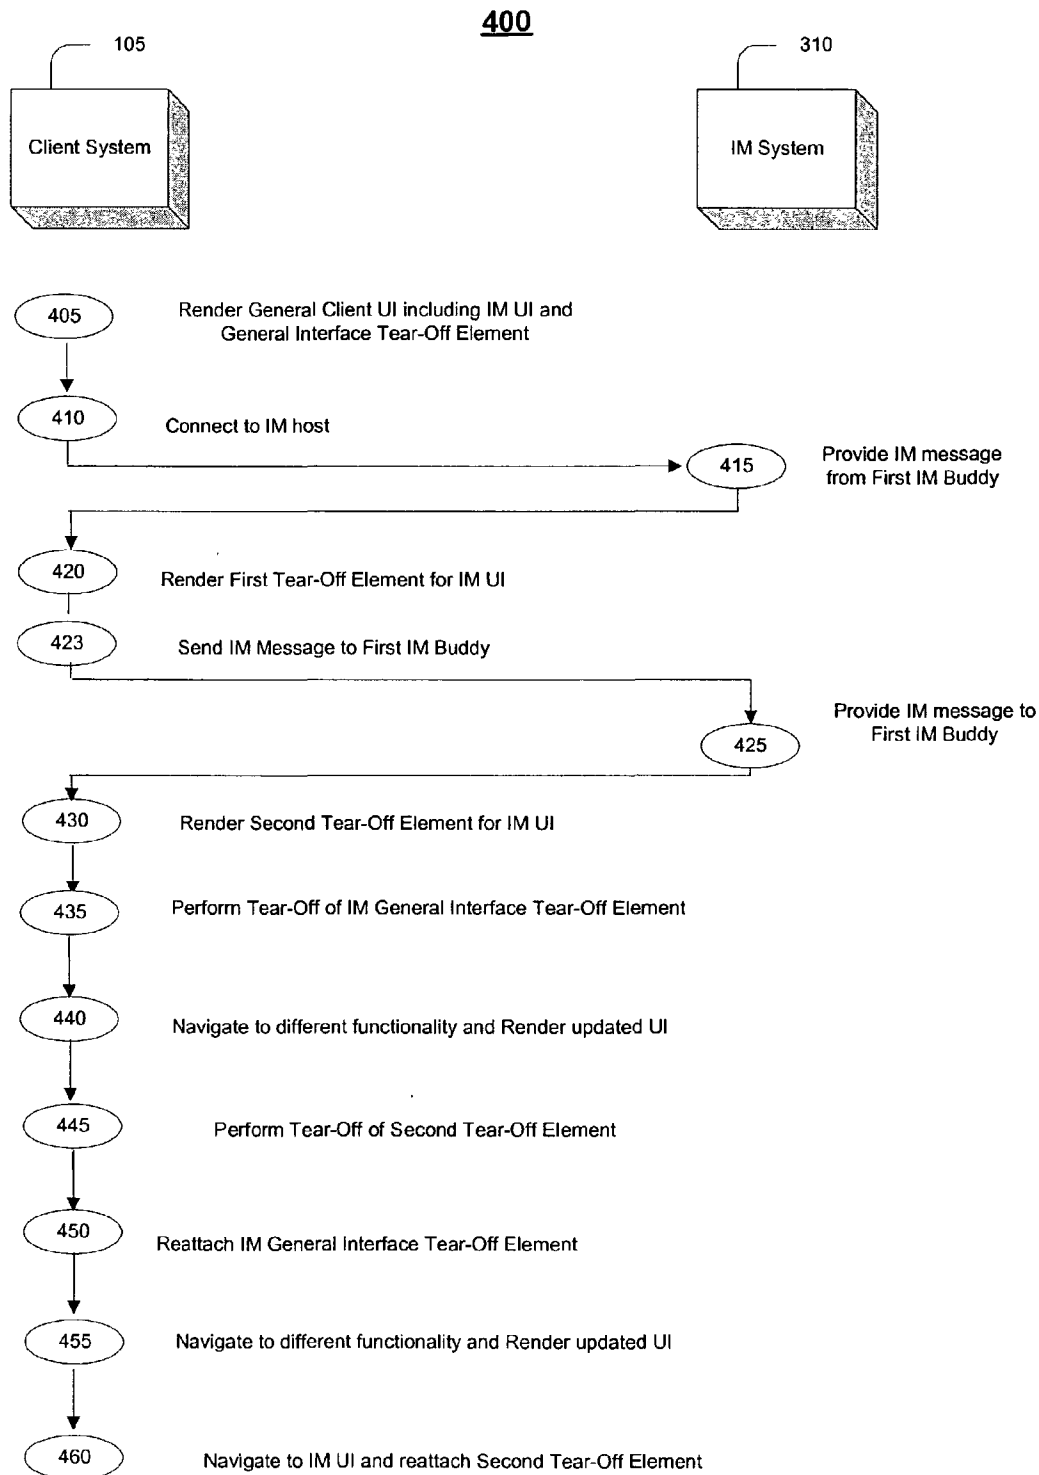 400
105
310
Client System
IM System
405
Render General Client UI including IM UI and
General Interface Tear-Off Element
410
Connect to IM host
415
Provide IM message
from First IM Buddy
420
Render First Tear-Off Element for IM UI
423
Send IM Message to First IM Buddy
425
Provide IM message to
First IM Buddy
430
Render Second Tear-Off Element for IM UI
435
Perform Tear-Off of IM General Interface Tear-Off Element
440
Navigate to different functionality and Render updated UI
445
Perform Tear-Off of Second Tear-Off Element
450
Reattach IM General Interface Tear-Off Element
455
Navigate to different functionality and Render updated UI
460
Navigate to IM UI and reattach Second Tear-Off Element